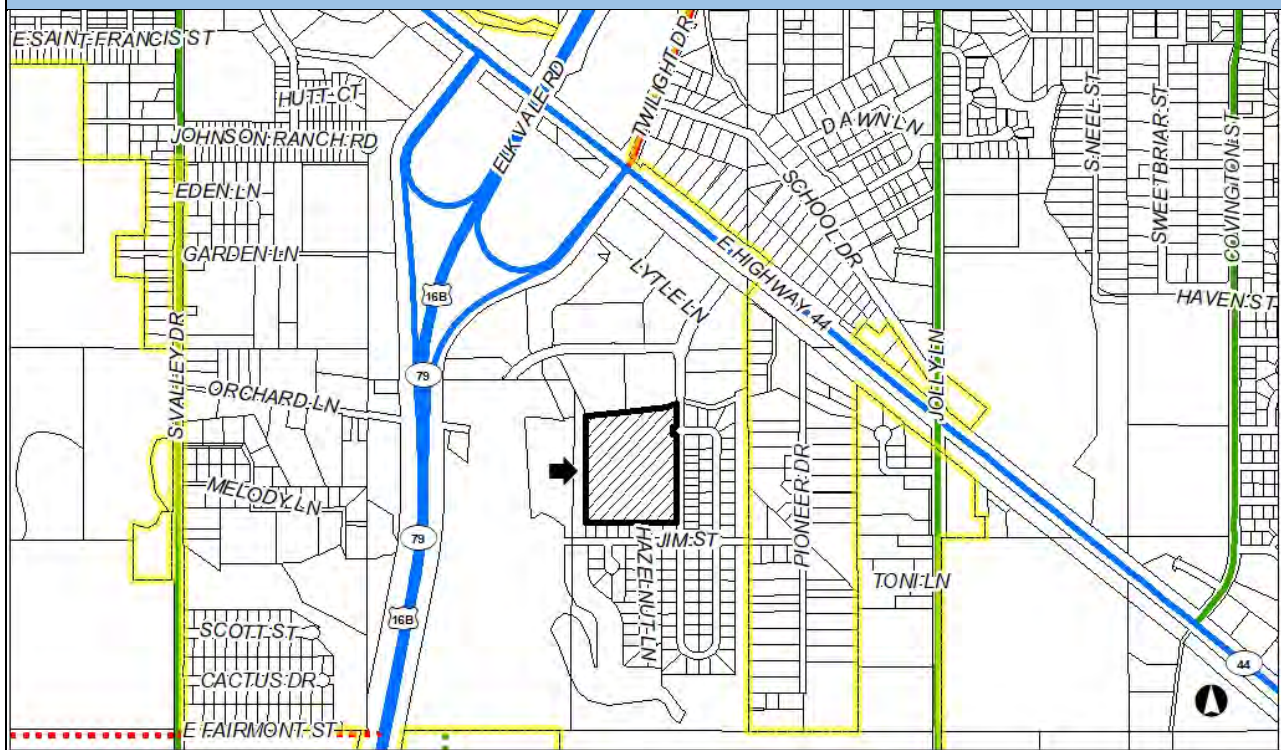 E SAINT FRANCIS ST
HUTT CT
JOHNSON RANCH RD
EDEN LN
GARDEN LN
S VALLEY DR
ORCHARD LN
MELODY LN
SCOTT ST
CACTUS DR
E FAIRMONT ST
ELK VALE RD
TWILIGHT DR
16B
79
79
16B
LYTLE LN
E HIGHWAY 44
SCHOOL DR
DAWN LN
S NEEL ST
SWEETBRIAR ST
COVINGTON ST
HAVEN ST
JOLLY LN
PIONEER DR
JIM ST
HAZELNUT LN
TONI LN
44